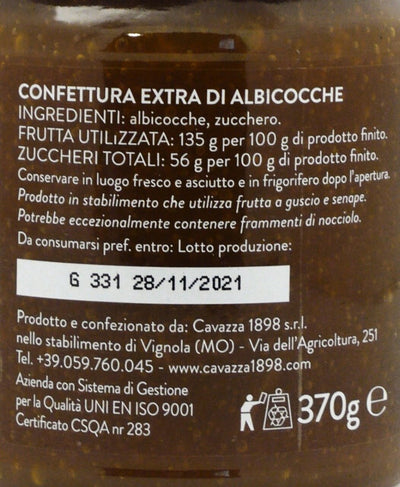 CONFETTURA EXTRA DI ALBICOCCHE
INGREDIENTI: albicocche, zucchero.
FRUTTA UTILIZZATA: 135 g per 100 g di prodotto finito.
ZUCCHERI TOTALI: 56 g per 100 g di prodotto finito.
Conservare in luogo fresco e asciutto e in frigorifero dopo l'apertura.
Prodotto in stabilimento che utilizza frutta a guscio e senape.
Potrebbe eccezionalmente contenere frammenti di nocciolo.
Da consumarsi pref. entro: Lotto produzione:
G 331 28/11/2021
Prodotto e confezionato da: Cavazza 1898 s.r.l.
nello stabilimento di Vignola (MO) - Via dell'Agricoltura, 251
Tel. +39.059.760.045 - www.cavazza1898.com
Azienda con Sistema di Gestione
per la Qualità UNI EN ISO 9001
Certificato CSQA nr 283
370g e